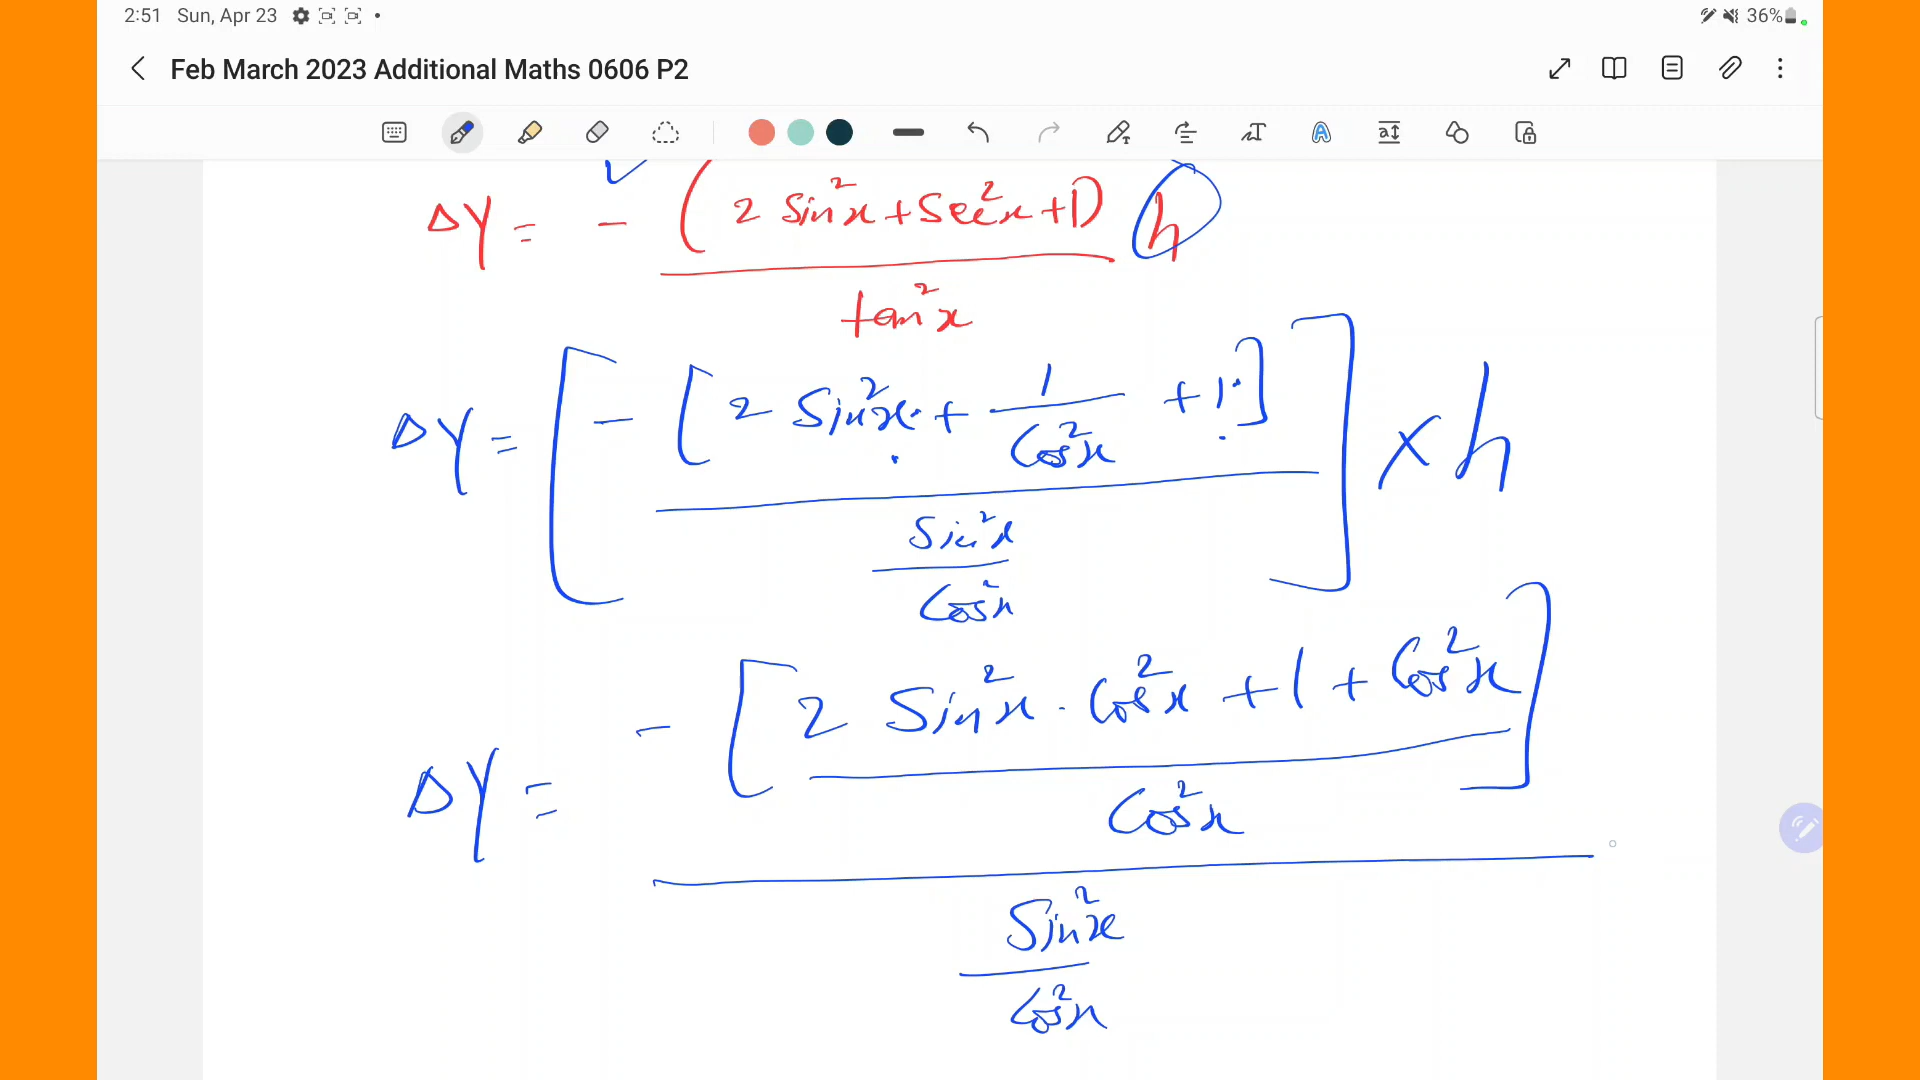 2:51 Sun, Apr 23 36%
Feb March 2023 Additional Maths 0606 P2
ΔY = - (2 Sin²x + Sec²x + 1) h
tan²x
ΔY = [ - [ 2 Sin²x + 1/Cos²x + 1 ] ] x h
Sin²x
Cos²x
ΔY = - [ 2 Sin²x . Cos²x + 1 + Cos²x ]
Cos²x
Sin²x
Cos²x